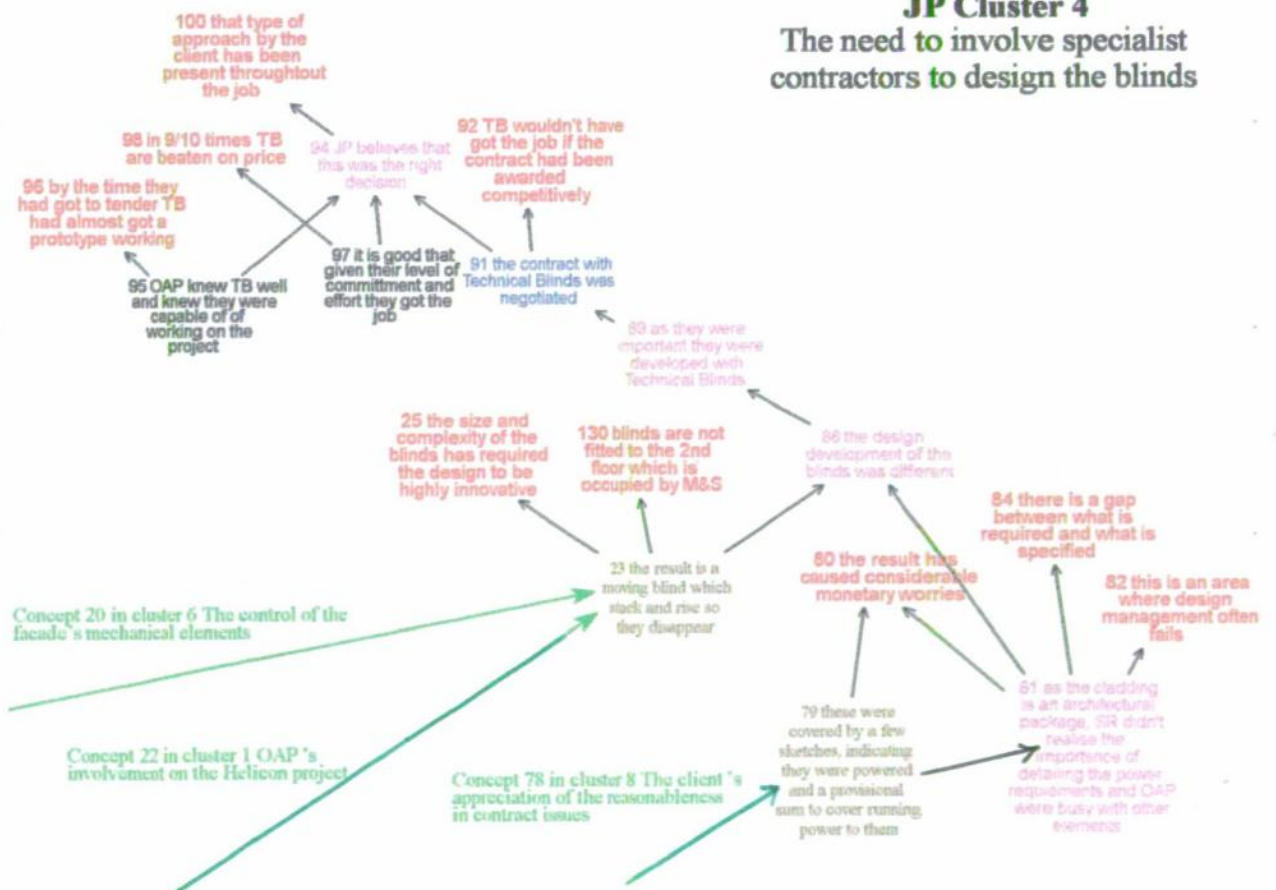 JP Cluster 4
The need to involve specialist
contractors to design the blinds
100 that type of
approach by the
client has been
present throughtout
the job
98 in 9/10 times TB
are beaten on price
94 JP believes that
this was the right
decision
92 TB wouldn't have
got the job if the
contract had been
awarded
competitively
96 by the time they
had got to tender TB
had almost got a
prototype working
95 OAP knew TB well
and knew they were
capable of of
working on the
project
97 it is good that
given their level of
committment and
effort they got the
job
91 the contract with
Technical Blinds was
negotiated
89 as they were
important they were
developed with
Technical Blinds
25 the size and
complexity of the
blinds has required
the design to be
highly innovative
130 blinds are not
fitted to the 2nd
floor which is
occupied by M&S
86 the design
development of the
blinds was different
84 there is a gap
between what is
required and what is
specified
80 the result has
caused considerable
monetary worries
82 this is an area
where design
management often
fails
23 the result is a
moving blind which
stack and rise so
they disappear
Concept 20 in cluster 6 The control of the
facade's mechanical elements
Concept 22 in cluster 1 OAP 's
involvement on the Helicon project
Concept 78 in cluster 8 The client 's
appreciation of the reasonableness
in contract issues
79 these were
covered by a few
sketches, indicating
they were powered
and a provisional
sum to cover running
power to them
81 as the cladding
is an architectural
package, SR didn't
realise the
importance of
detailing the power
requiements and OAP
were busy with other
elements